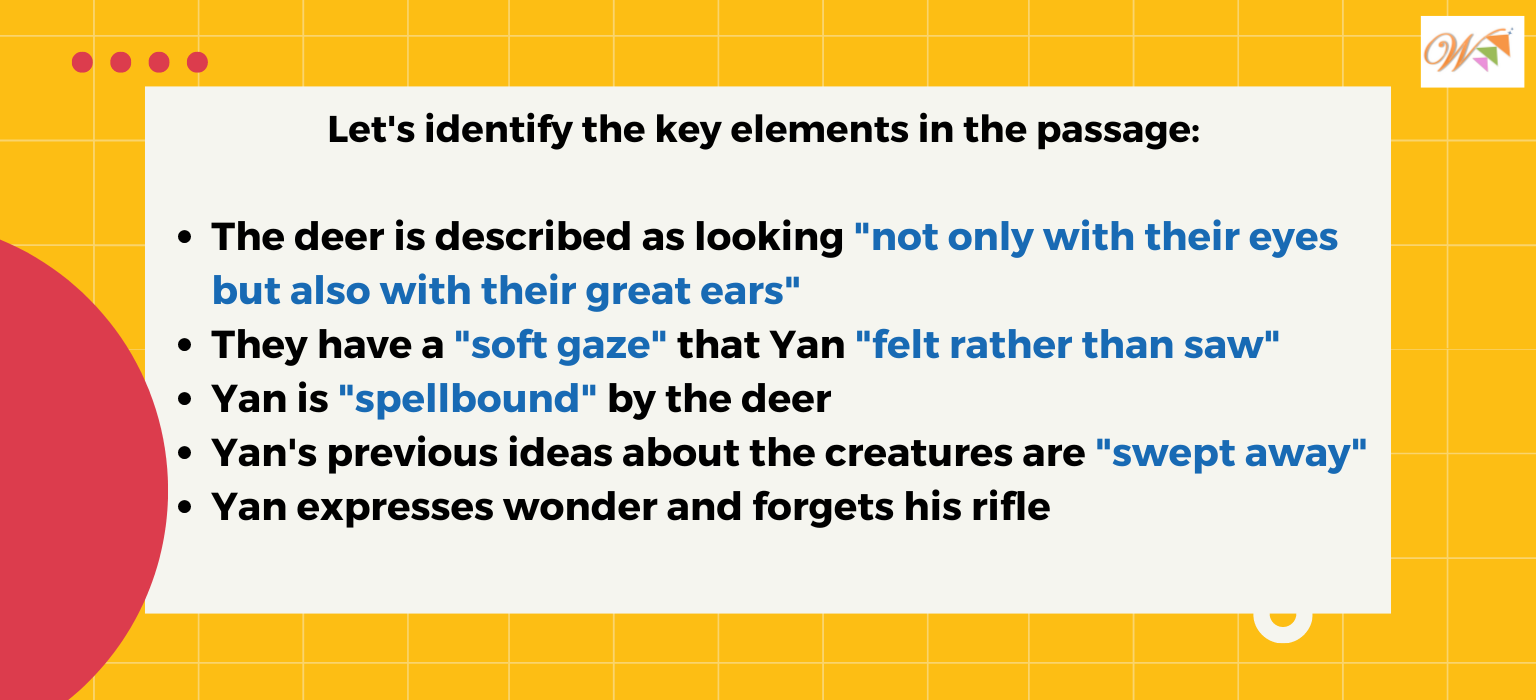 W
Let's identify the key elements in the passage:
• The deer is described as looking "not only with their eyes
but also with their great ears"
• They have a "soft gaze" that Yan "felt rather than saw"
• Yan is "spellbound" by the deer
• Yan's previous ideas about the creatures are "swept away"
• Yan expresses wonder and forgets his rifle